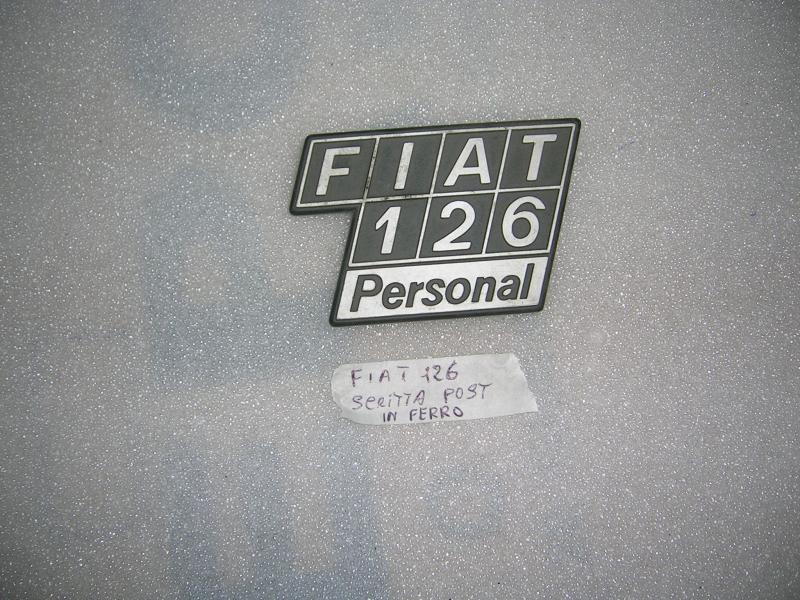 FIAT
126
Personal
FIAT 126
SCRITTA POST
IN FERRO